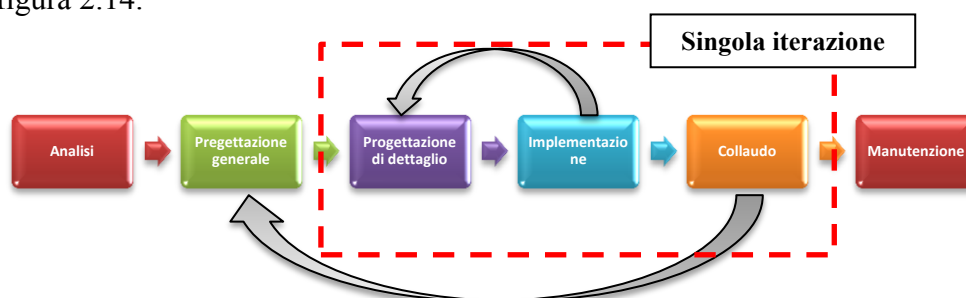 figura 2.14.
Singola iterazione
Analisi
Pregettazione
generale
Progettazione
di dettaglio
Implementazio
ne
Collaudo
Manutenzione